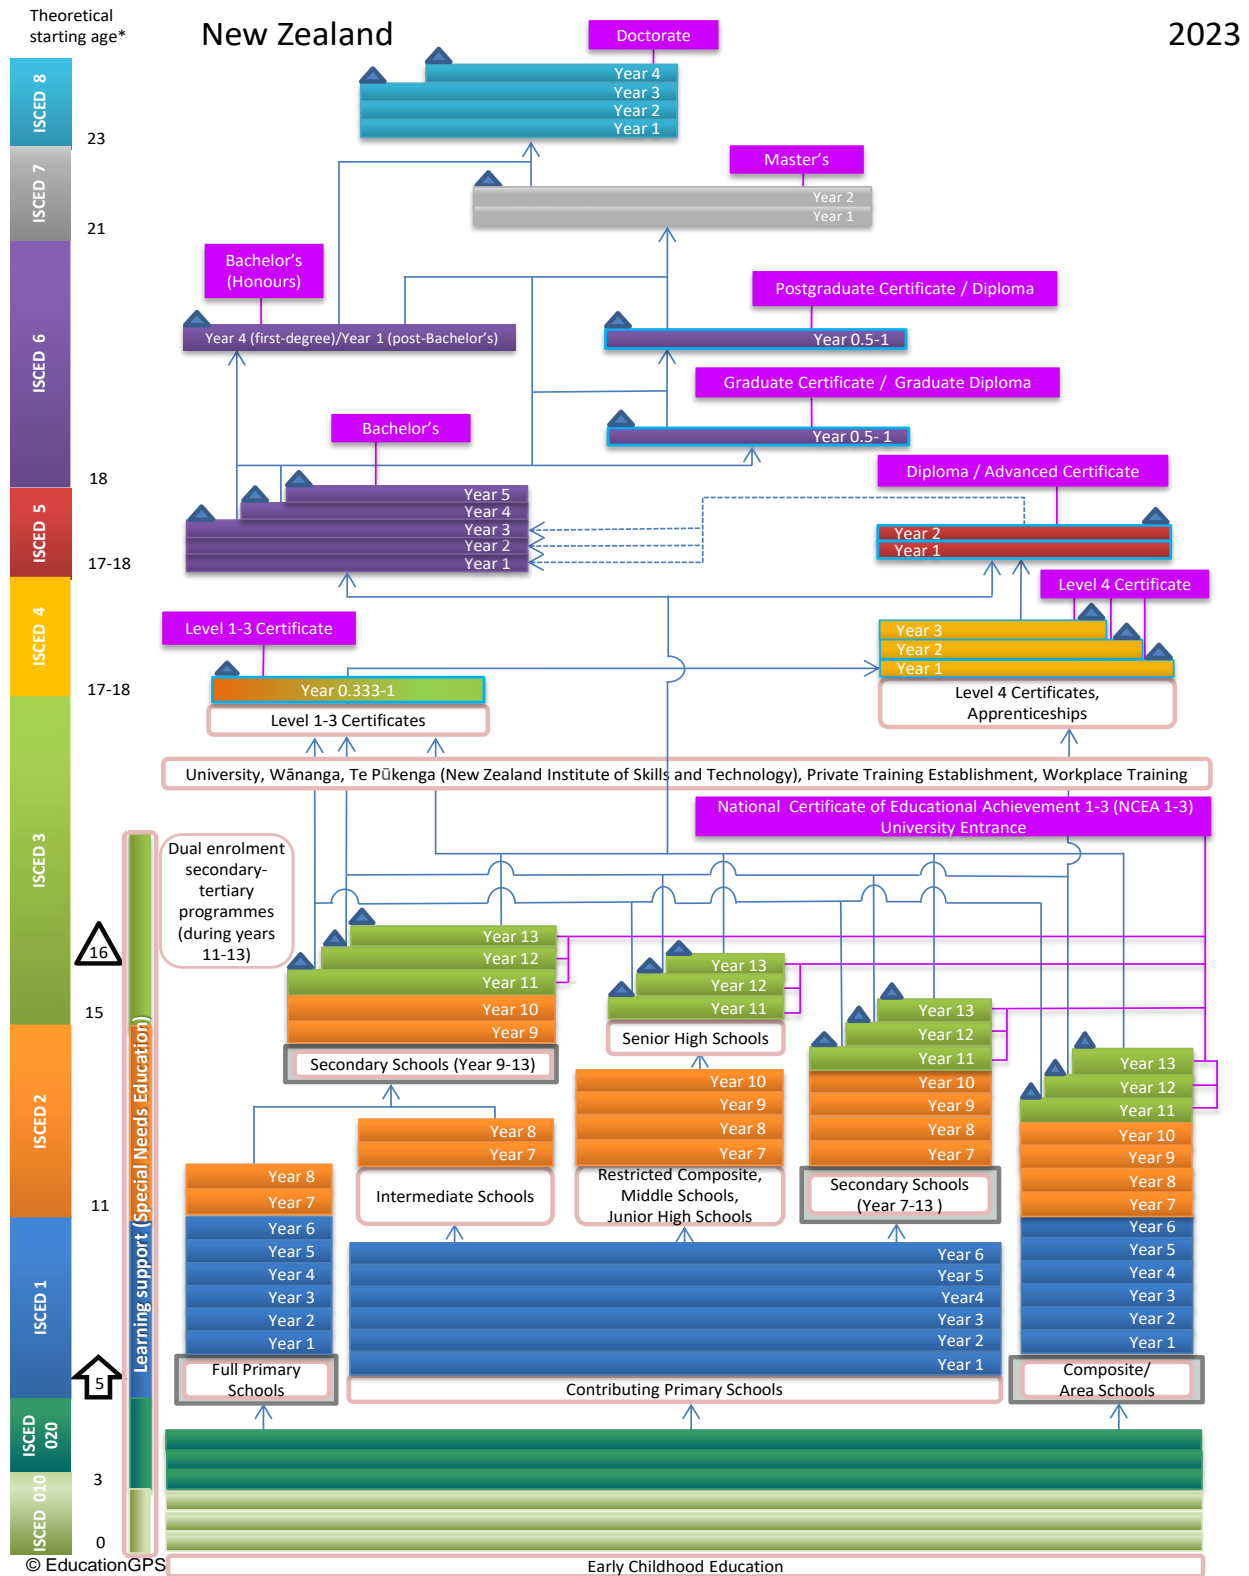 Theoretical
starting age*
New Zealand
2023
Doctorate
ISCED 8
Year 4
Year 3
Year 2
Year 1
23
Master's
ISCED 7
Year 2
Year 1
21
Bachelor's
(Honours)
Postgraduate Certificate / Diploma
ISCED 6
Year 4 (first-degree)/Year 1 (post-Bachelor's)
Year 0.5-1
Graduate Certificate / Graduate Diploma
Bachelor's
Year 0.5- 1
18
Diploma / Advanced Certificate
ISCED 5
Year 5
Year 4
Year 3
Year 2
Year 1
Year 2
Year 1
17-18
Level 4 Certificate
ISCED 4
Level 1-3 Certificate
Year 3
Year 2
Year 1
17-18
Year 0.333-1
Level 1-3 Certificates
Level 4 Certificates,
Apprenticeships
University, Wānanga, Te Pūkenga (New Zealand Institute of Skills and Technology), Private Training Establishment, Workplace Training
National  Certificate of Educational Achievement 1-3 (NCEA 1-3)
University Entrance
ISCED 3
Dual enrolment
secondary-
tertiary
programmes
(during years
11-13)
16
15
Year 13
Year 12
Year 11
Year 10
Year 9
Secondary Schools (Year 9-13)
Year 13
Year 12
Year 11
Senior High Schools
Year 10
Year 9
Year 8
Year 7
Restricted Composite,
Middle Schools,
Junior High Schools
Year 13
Year 12
Year 11
Year 10
Year 9
Year 8
Year 7
Secondary Schools
(Year 7-13 )
Year 13
Year 12
Year 11
Year 10
Year 9
Year 8
Year 7
Year 6
Year 5
Year 4
Year 3
Year 2
Year 1
Composite/
Area Schools
ISCED 2
Learning support (Special Needs Education)
Year 8
Year 7
Intermediate Schools
11
Year 8
Year 7
Year 6
Year 5
Year 4
Year 3
Year 2
Year 1
Full Primary
Schools
ISCED 1
Year 6
Year 5
Year4
Year 3
Year 2
Year 1
Contributing Primary Schools
5
ISCED
020
3
ISCED 010
0
© EducationGPS
Early Childhood Education